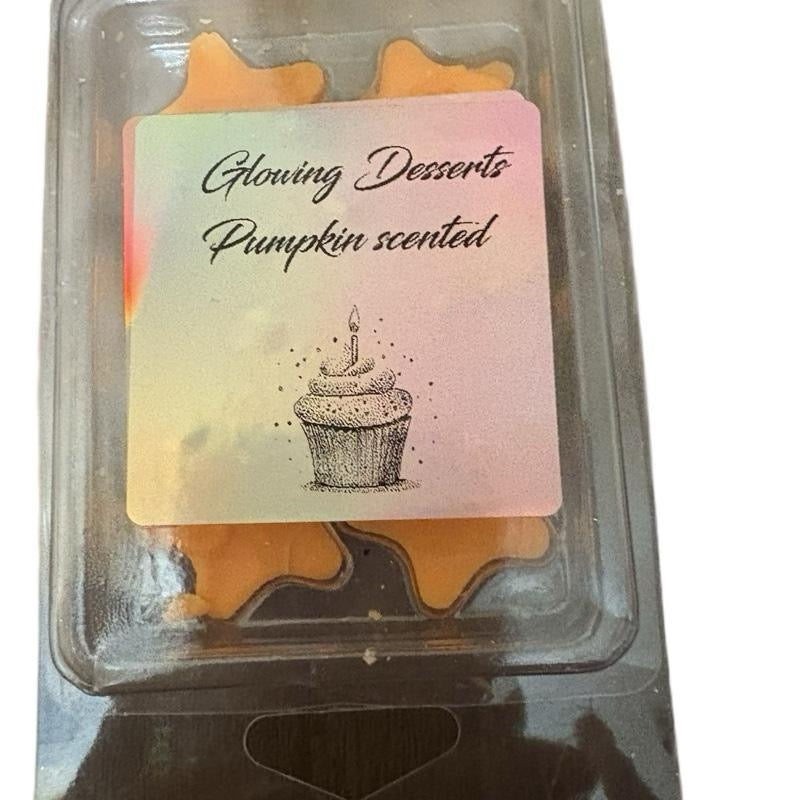 Glowing Desserts
Pumpkin scented